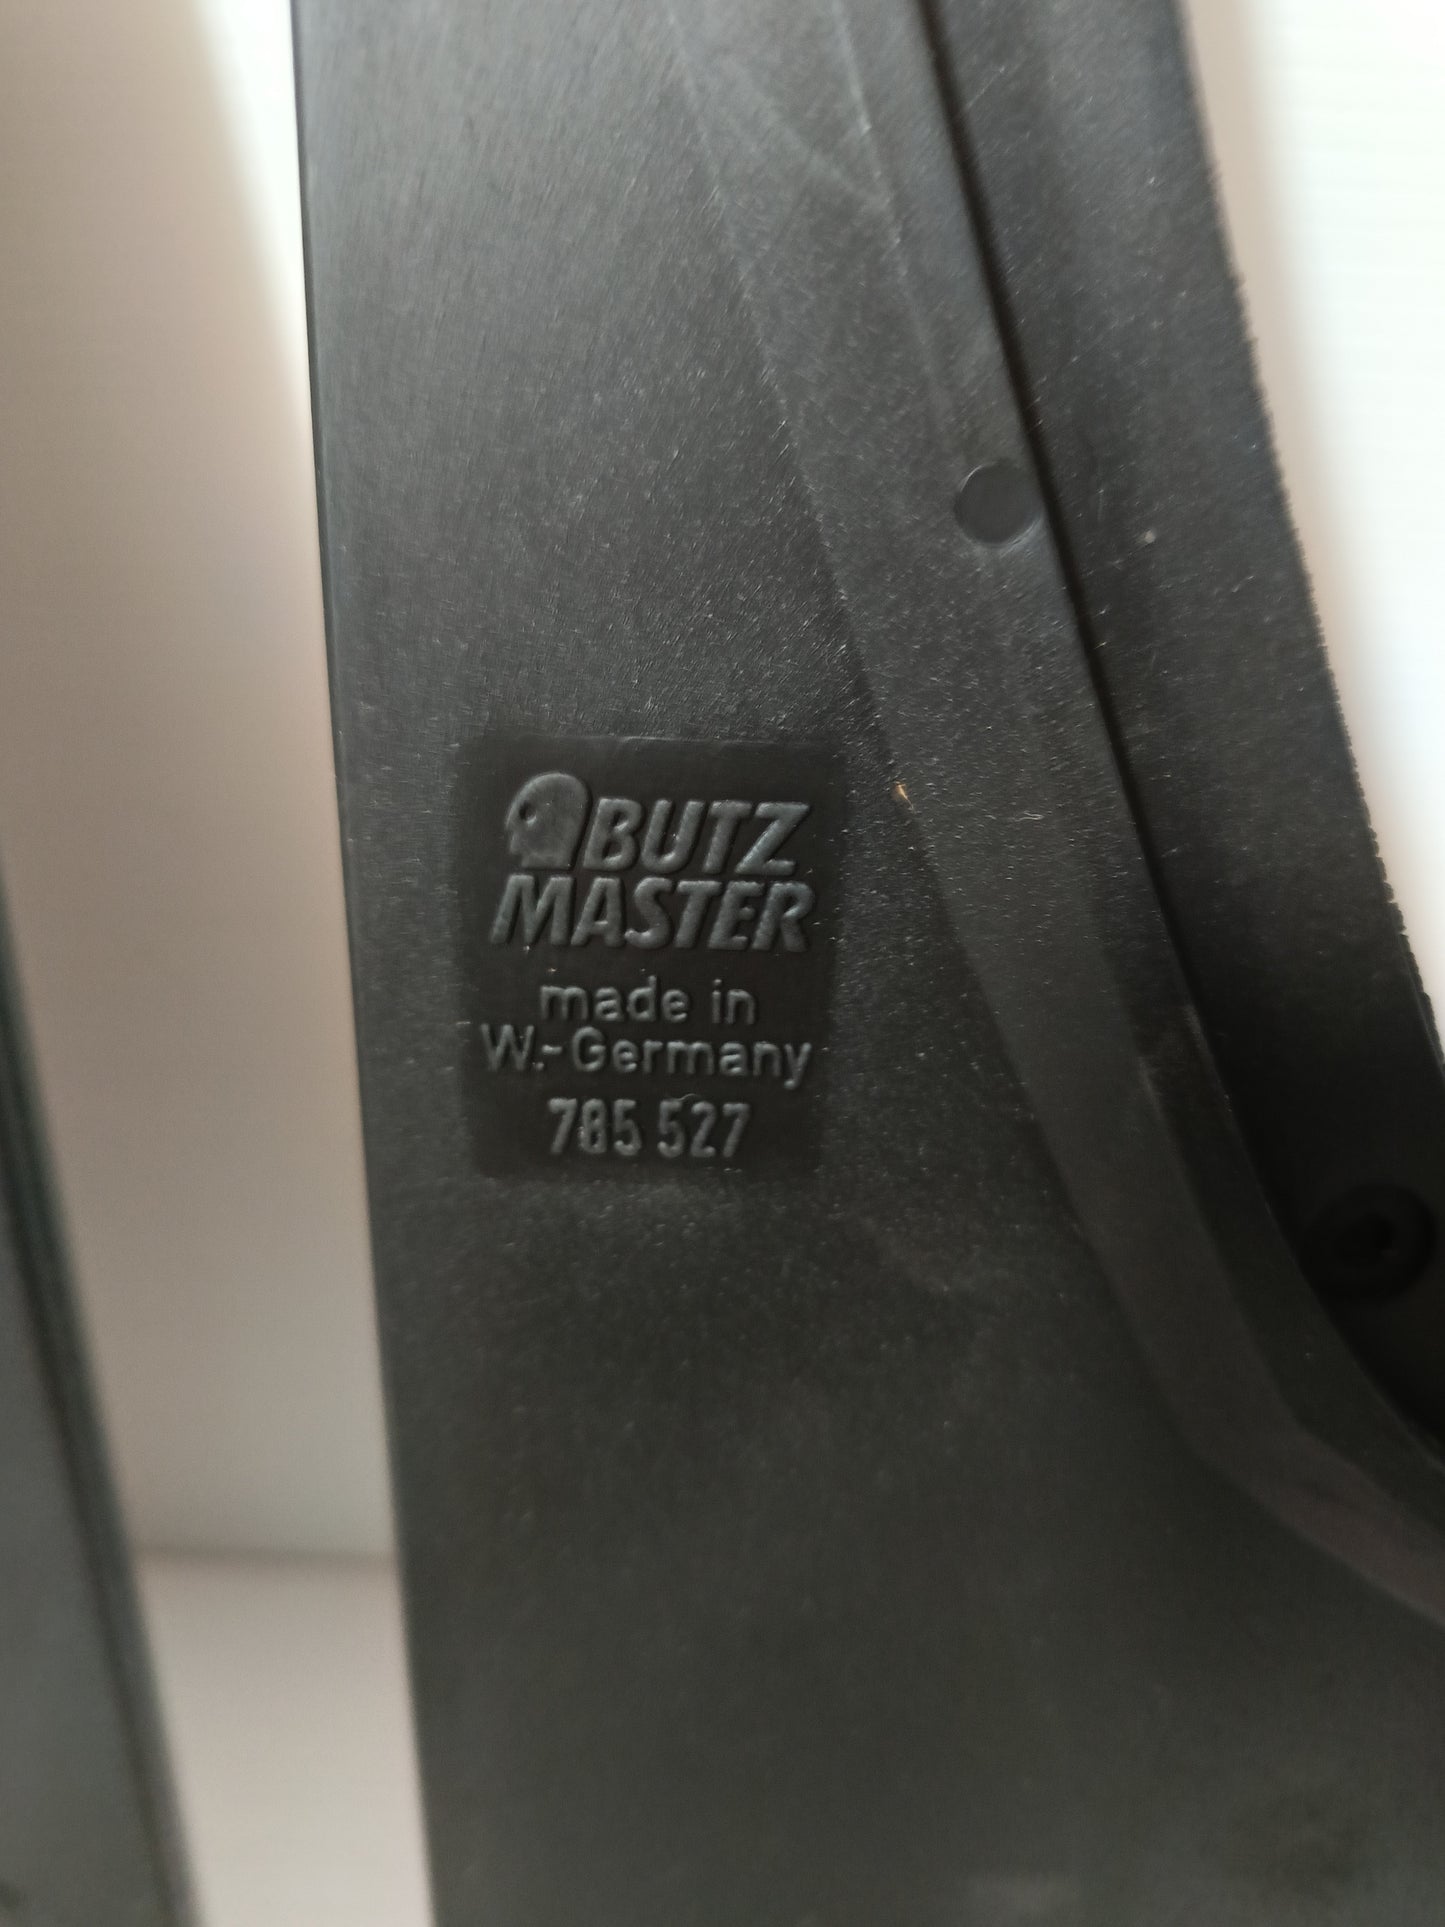 BUTZ
MASTER
made in
W.-Germany
785 527